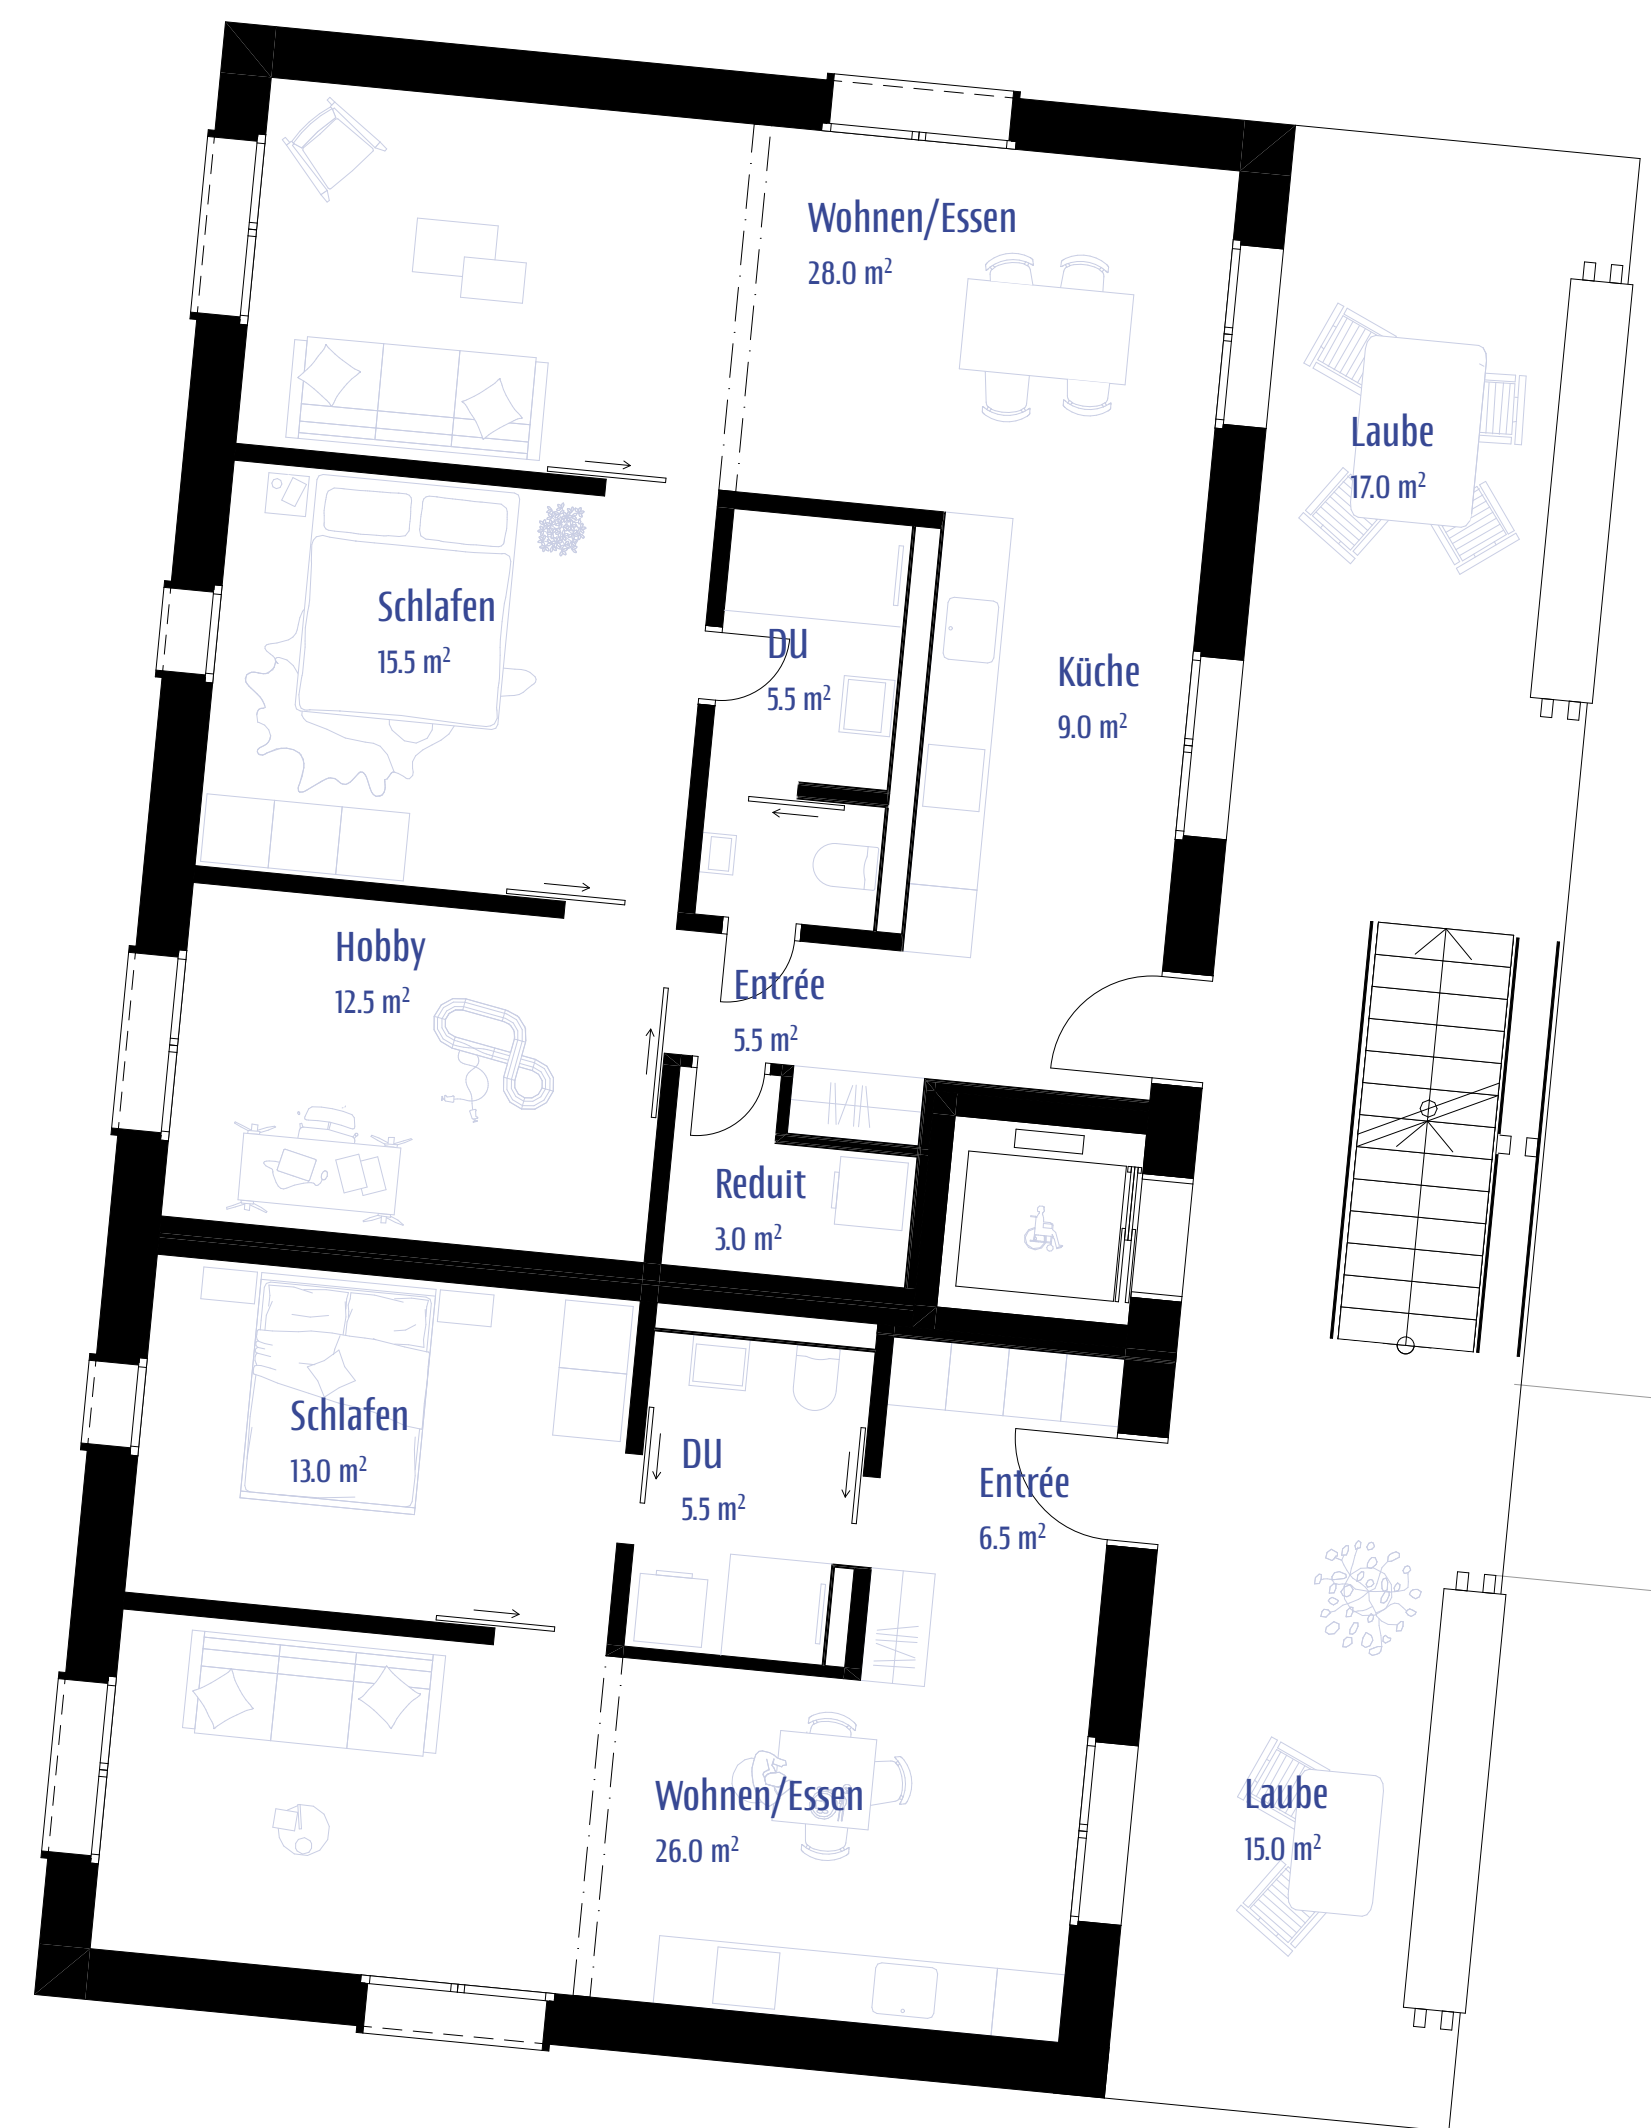 Wohnen/Essen
28.0 m²
Laube
17.0 m²
Schlafen
15.5 m²
DU
5.5 m²
Küche
9.0 m²
Hobby
12.5 m²
Entrée
5.5 m²
Reduit
3.0 m²
Schlafen
13.0 m²
DU
5.5 m²
Entrée
6.5 m²
Wohnen/Essen
26.0 m²
Laube
15.0 m²